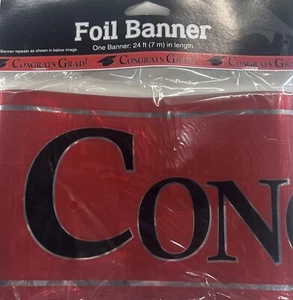 Foil Banner
One Banner: 24 ft (7 m) in length.
Banner repeats as shown in below image.
CONGRATS GRAD! CONGRATS GRAD! CONGRATS GRAD!
CON